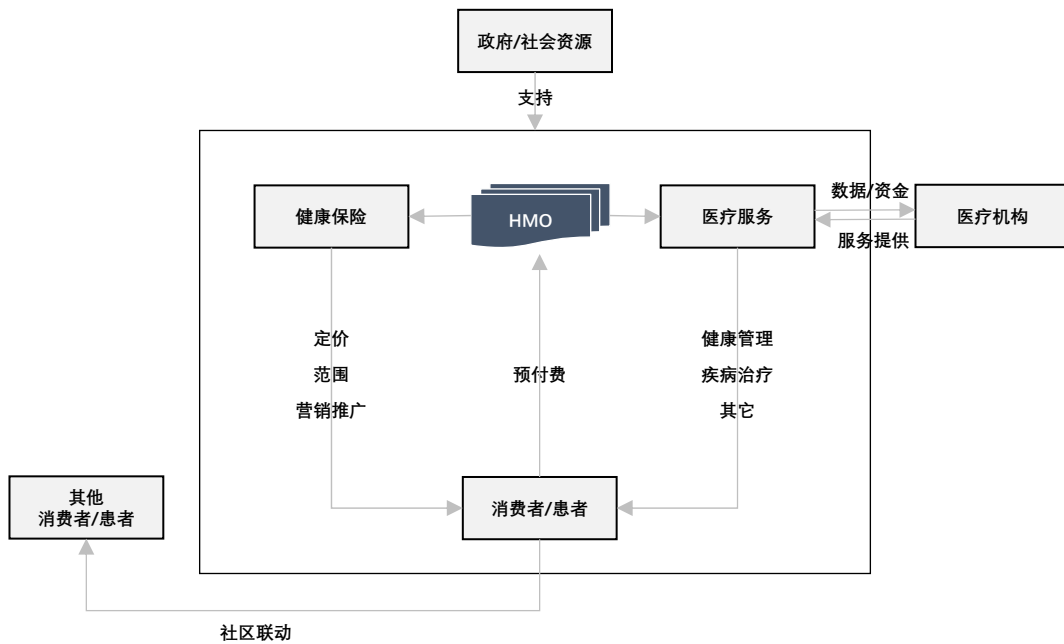 政府/社会资源
支持
健康保险
HMO
医疗服务
数据/资金
服务提供
医疗机构
定价
范围
营销推广
预付费
健康管理
疾病治疗
其它
其他
消费者/患者
消费者/患者
社区联动